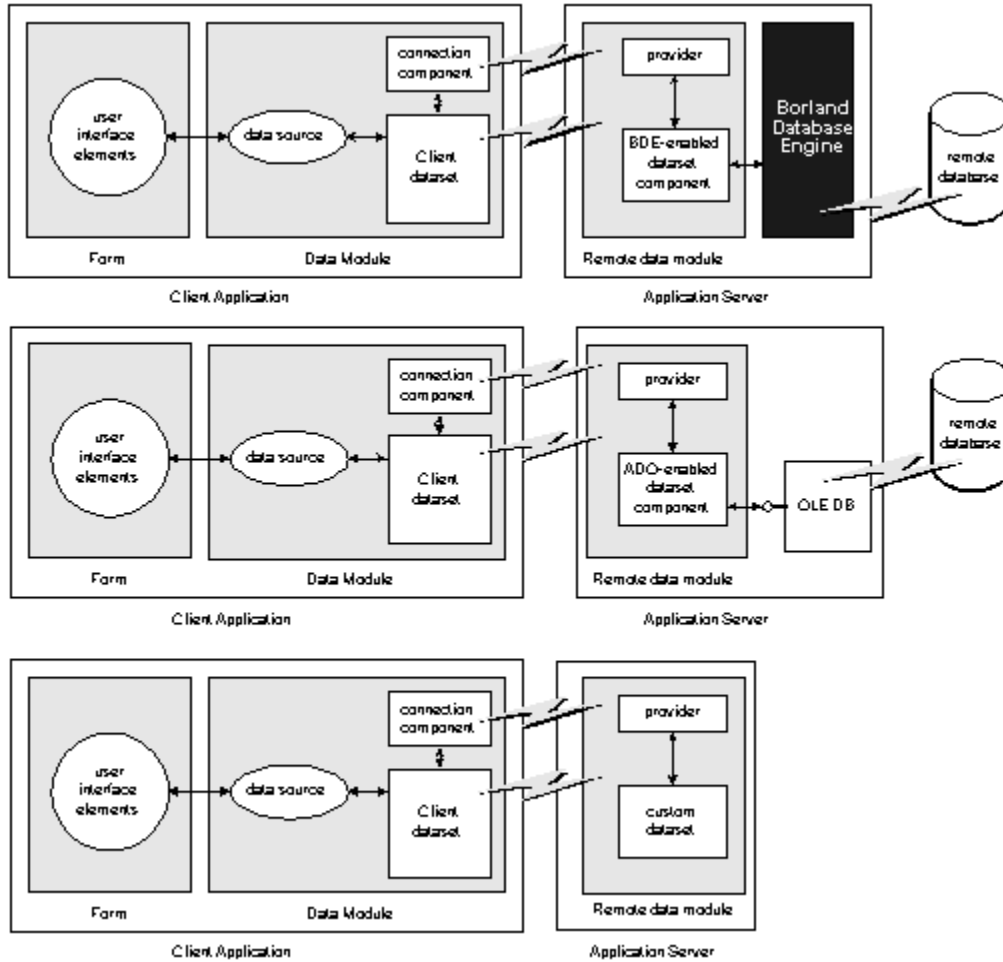 connection
component
provider
user
interface
elements
data source
Client
dataset
BDE-enabled
dataset
component
Borland
Database
Engine
remote
database
Form
Data Module
Remote data module
Client Application
Application Server
connection
component
provider
user
interface
elements
data source
Client
dataset
ADO-enabled
dataset
component
OLE DB
remote
database
Form
Data Module
Remote data module
Client Application
Application Server
connection
component
provider
user
interface
elements
data source
Client
dataset
custom
dataset
Form
Data Module
Remote data module
Client Application
Application Server